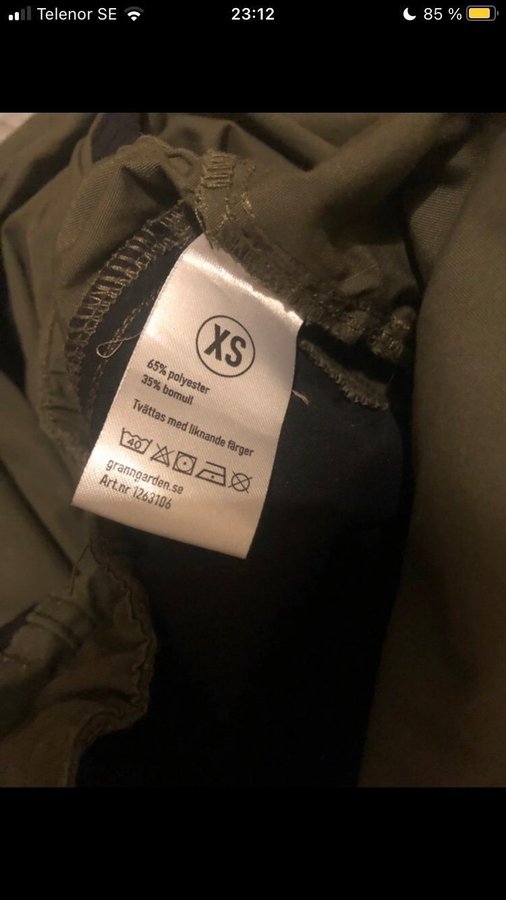 Telenor SE
23:12
85 %
XS
65% polyester
35% bomull
Tvättas med liknande färger
40
granngarden.se
Art.nr 1263106